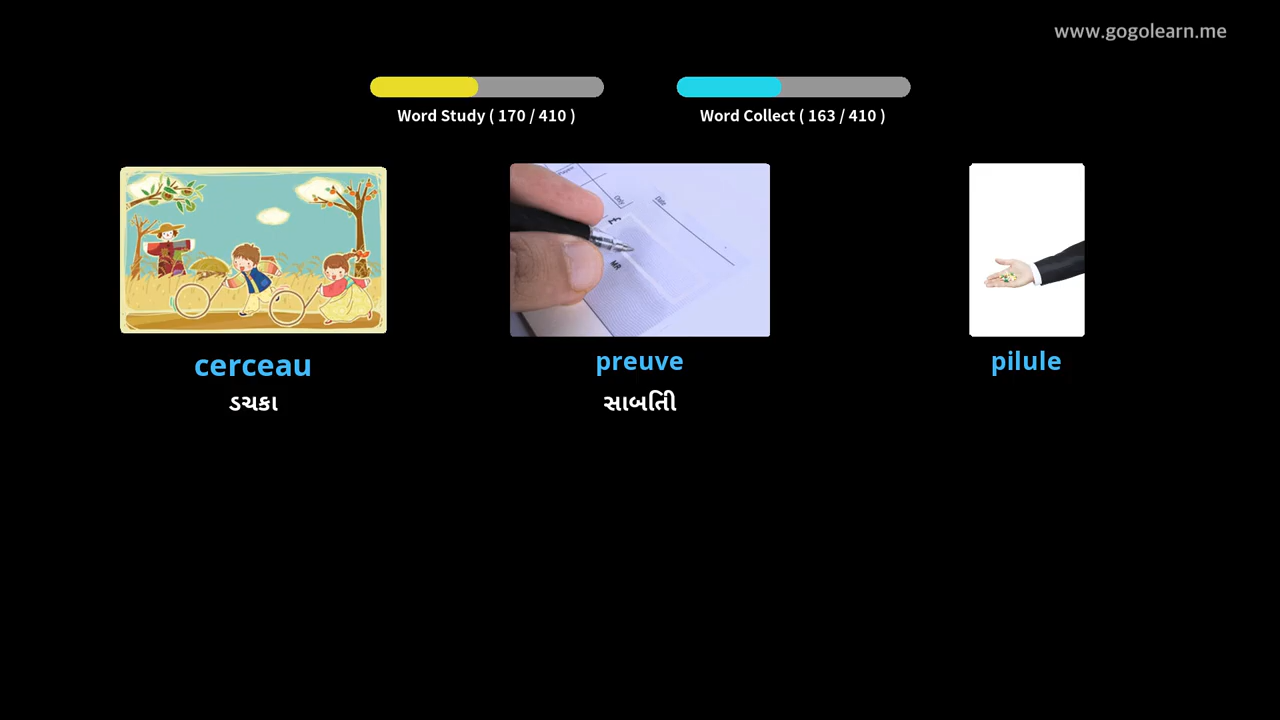 www.gogolearn.me
Word Study ( 170 / 410 )
Word Collect ( 163 / 410 )
cerceau
preuve
pilule
ડચકા
સાબિતી